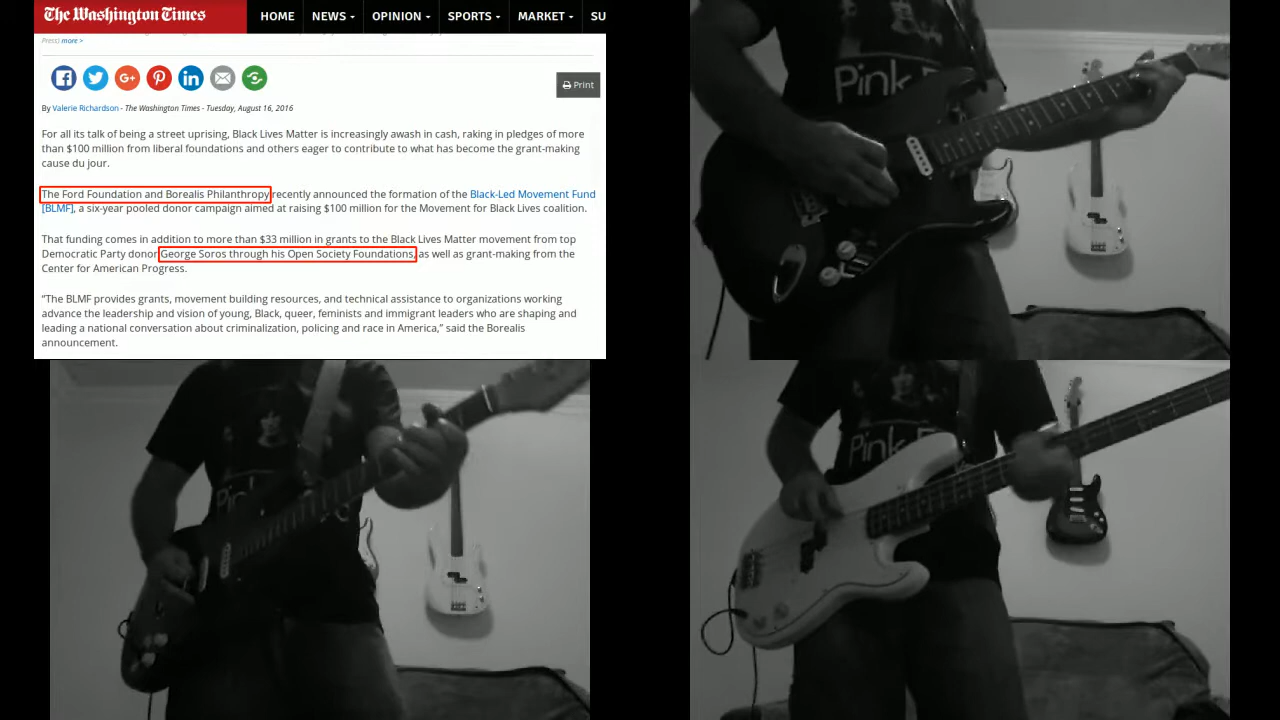 The Washington Times
HOME NEWS OPINION SPORTS MARKET SU
Press) more >
Print
By Valerie Richardson - The Washington Times - Tuesday, August 16, 2016
For all its talk of being a street uprising, Black Lives Matter is increasingly awash in cash, raking in pledges of more
than $100 million from liberal foundations and others eager to contribute to what has become the grant-making
cause du jour.
The Ford Foundation and Borealis Philanthropy recently announced the formation of the Black-Led Movement Fund
[BLMF], a six-year pooled donor campaign aimed at raising $100 million for the Movement for Black Lives coalition.
That funding comes in addition to more than $33 million in grants to the Black Lives Matter movement from top
Democratic Party donor George Soros through his Open Society Foundations, as well as grant-making from the
Center for American Progress.
“The BLMF provides grants, movement building resources, and technical assistance to organizations working
advance the leadership and vision of young, Black, queer, feminists and immigrant leaders who are shaping and
leading a national conversation about criminalization, policing and race in America,” said the Borealis
announcement.
Pink
Pink